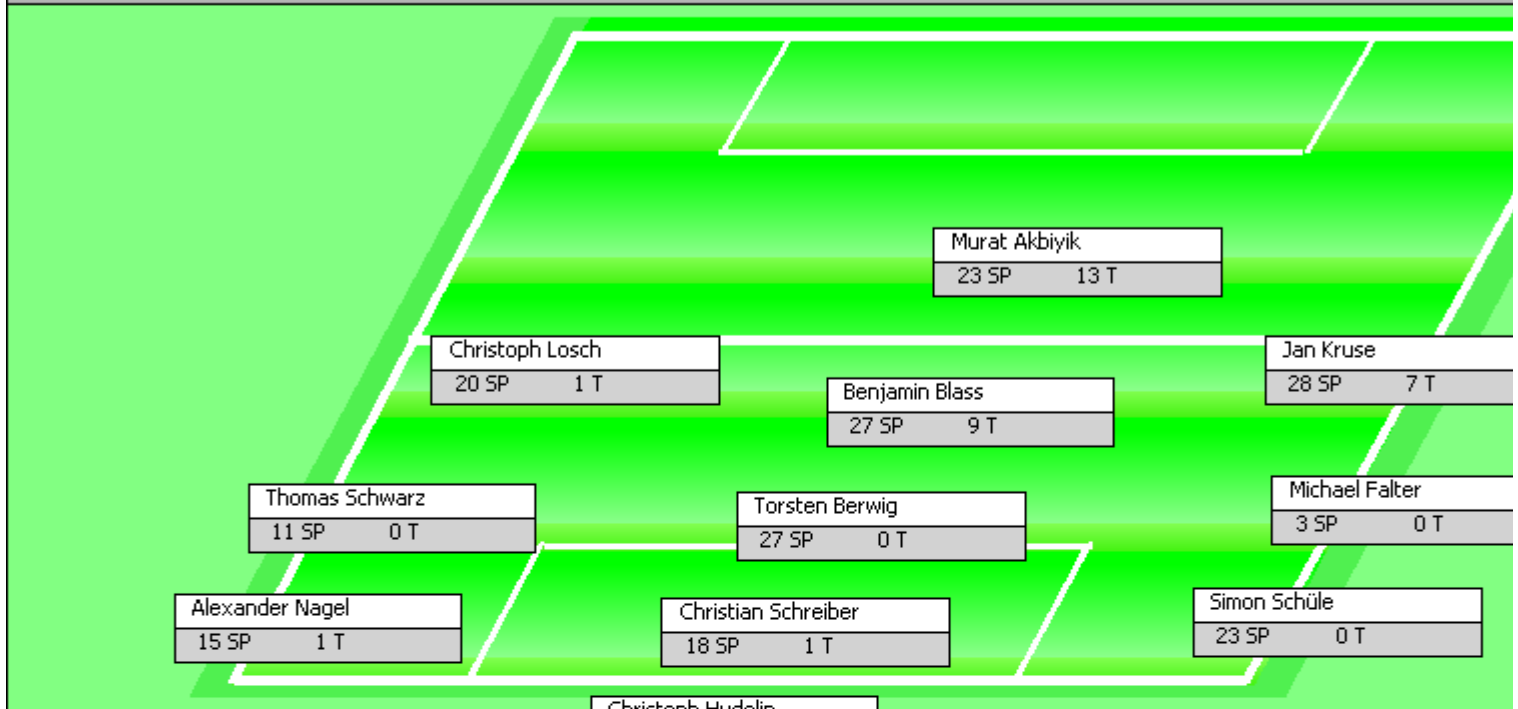 Murat Akbiyik
23 SP 13 T
Christoph Losch
20 SP 1 T
Jan Kruse
28 SP 7 T
Benjamin Blass
27 SP 9 T
Thomas Schwarz
11 SP 0 T
Torsten Berwig
27 SP 0 T
Michael Falter
3 SP 0 T
Alexander Nagel
15 SP 1 T
Christian Schreiber
18 SP 1 T
Simon Schüle
23 SP 0 T
Christoph Hudelin